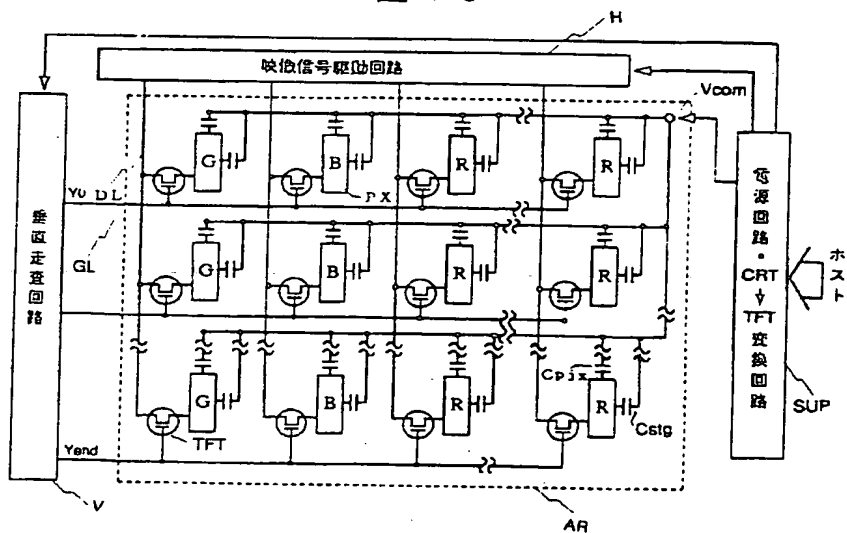 H
映像信号駆動回路
Vcom
G
B
R
R
Y0
DL
PX
GL
G
B
R
R
Cpix
G
B
R
R
Cstg
TFT
Yend
垂直走査回路
V
AR
電源回路・CRT→TFT変換回路
ホスト
SUP